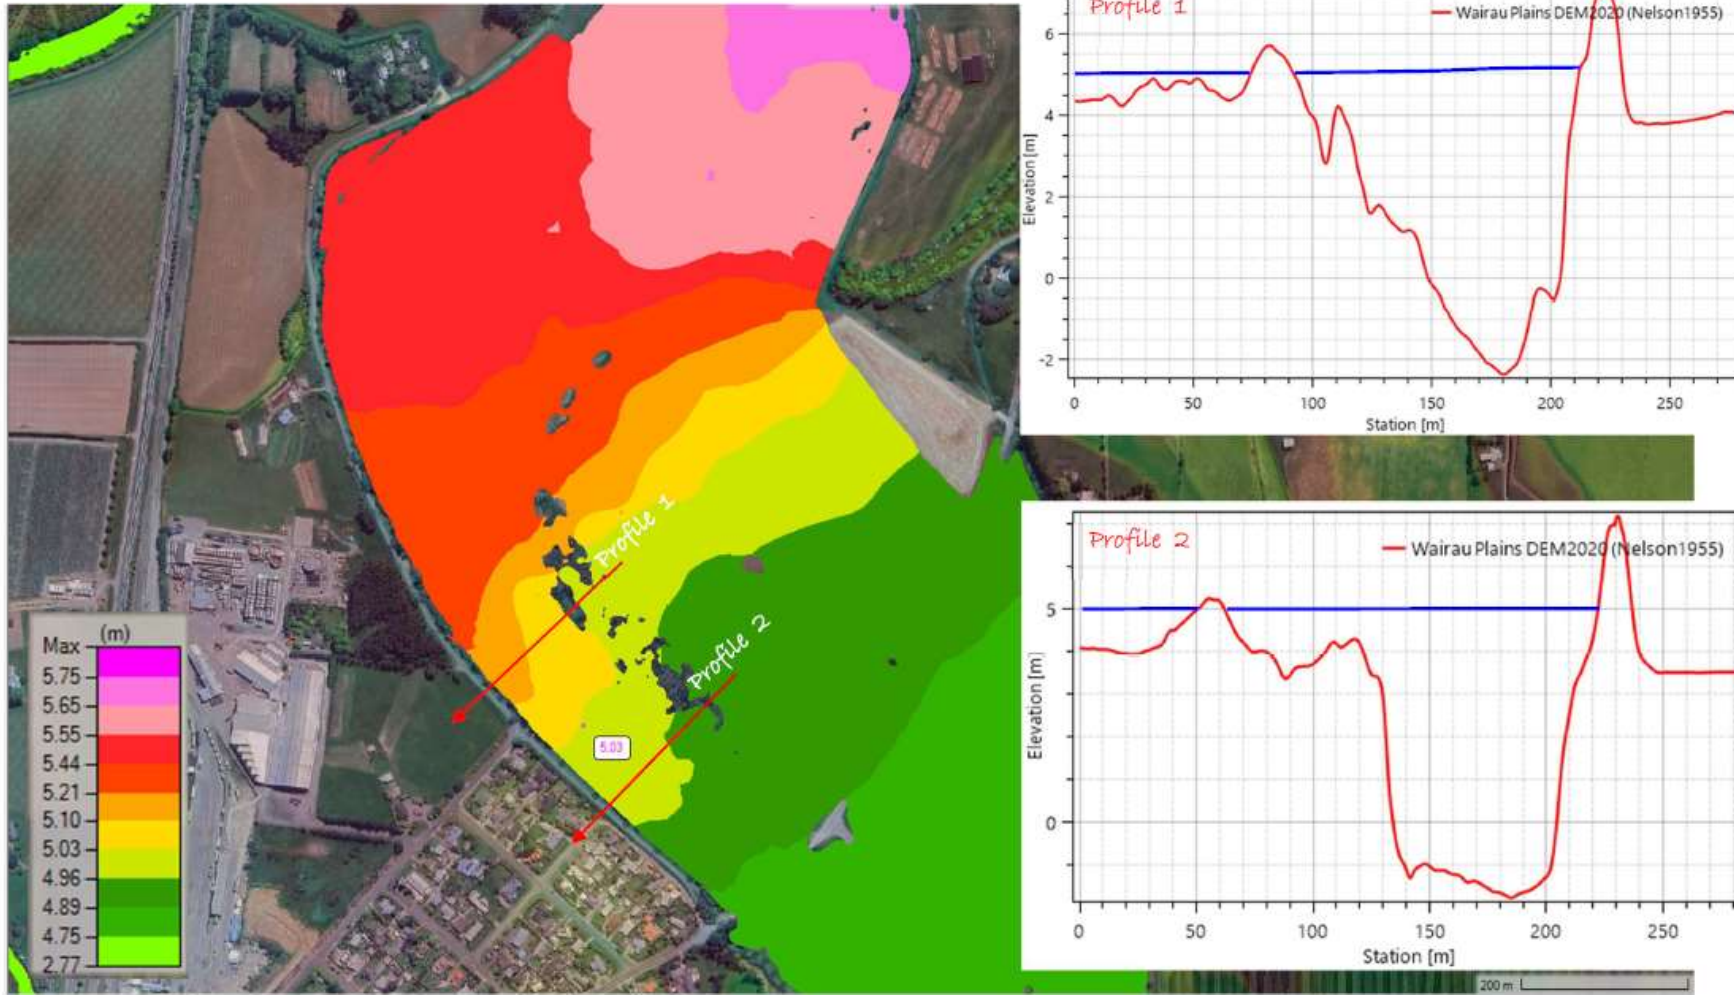 Profile 1
Wairau Plains DEM2020 (Nelson1955)
6
4
2
0
-2
Elevation [m]
0 50 100 150 200 250
Station [m]
Profile 1
Profile 2
5.03
(m)
Max
5.75
5.65
5.55
5.44
5.21
5.10
5.03
4.96
4.89
4.75
2.77
Profile 2
Wairau Plains DEM2020 (Nelson1955)
5
0
Elevation [m]
0 50 100 150 200 250
Station [m]
200 m